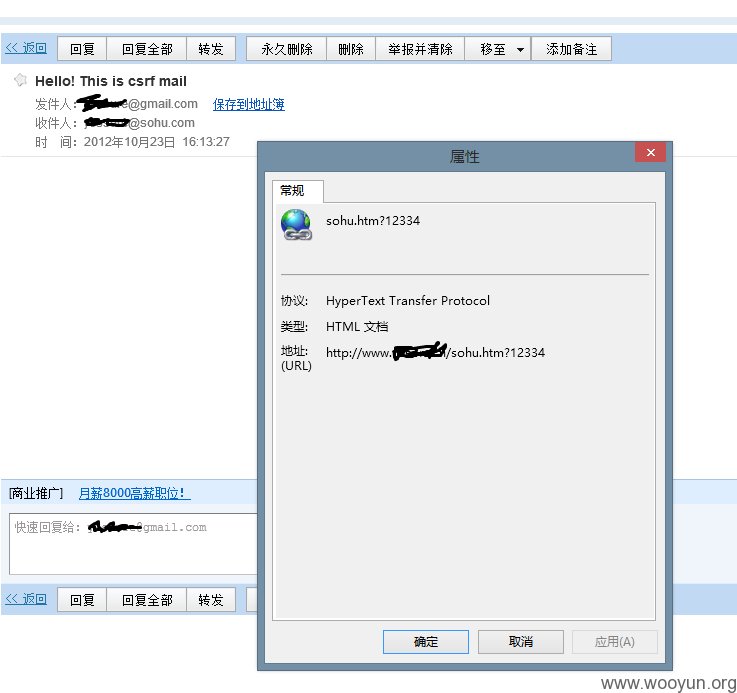 << 返回 回复 回复全部 转发 永久删除 删除 举报并清除 移至 添加备注
Hello! This is csrf mail
发件人： e@gmail.com 保存到地址簿
收件人： @sohu.com
时 间：2012年10月23日 16:13:27
属性
常规
sohu.htm?12334
协议: HyperText Transfer Protocol
类型: HTML 文档
地址: http://www. /sohu.htm?12334
(URL)
[商业推广] 月薪8000高薪职位！
快速回复给： @gmail.com
<< 返回 回复 回复全部 转发
确定 取消 应用(A)
www.wooyun.org